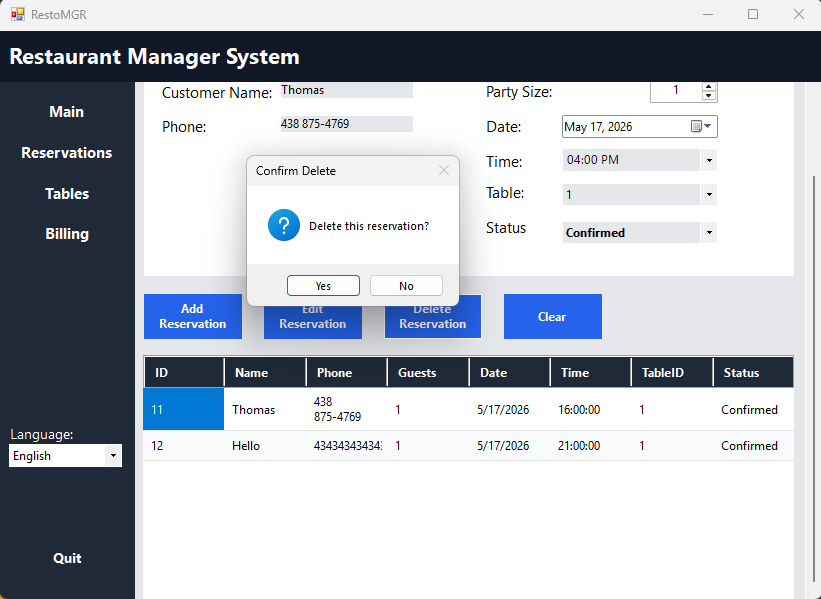 RestoMGR
Restaurant Manager System
Main
Reservations
Tables
Billing
Language:
English
Quit
Customer Name: Thomas
Phone: 438 875-4769
Party Size: 1
Date: May 17, 2026
Time: 04:00 PM
Table: 1
Status Confirmed
Confirm Delete
Delete this reservation?
Yes No
Add
Reservation
Edit
Reservation
Delete
Reservation
Clear
ID Name Phone Guests Date Time TableID Status
11 Thomas 438 875-4769 1 5/17/2026 16:00:00 1 Confirmed
12 Hello 4343434343 1 5/17/2026 21:00:00 1 Confirmed